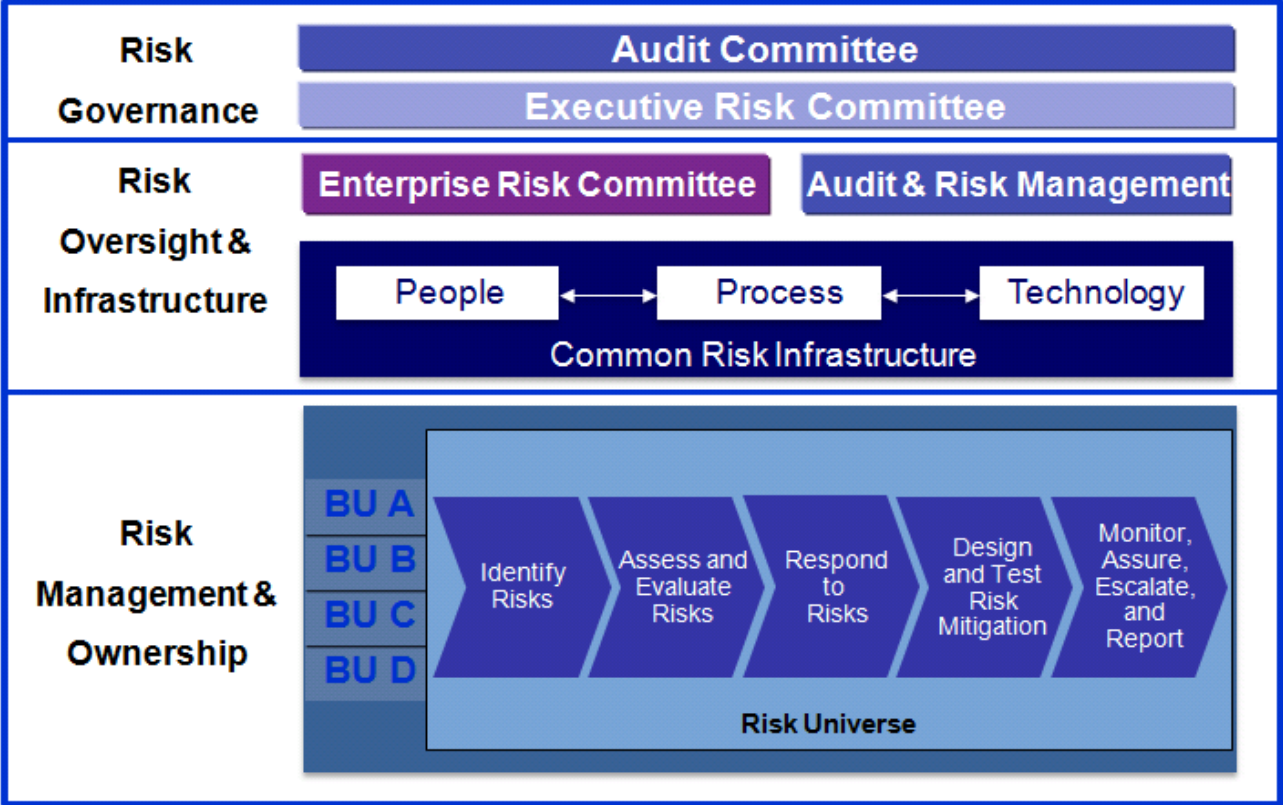 Risk
Governance
Audit Committee
Executive Risk Committee
Risk
Oversight &
Infrastructure
Enterprise Risk Committee
Audit & Risk Management
People
Process
Technology
Common Risk Infrastructure
Risk
Management &
Ownership
BU A
BU B
BU C
BU D
Identify
Risks
Assess and
Evaluate
Risks
Respond
to
Risks
Design
and Test
Risk
Mitigation
Monitor,
Assure,
Escalate,
and
Report
Risk Universe